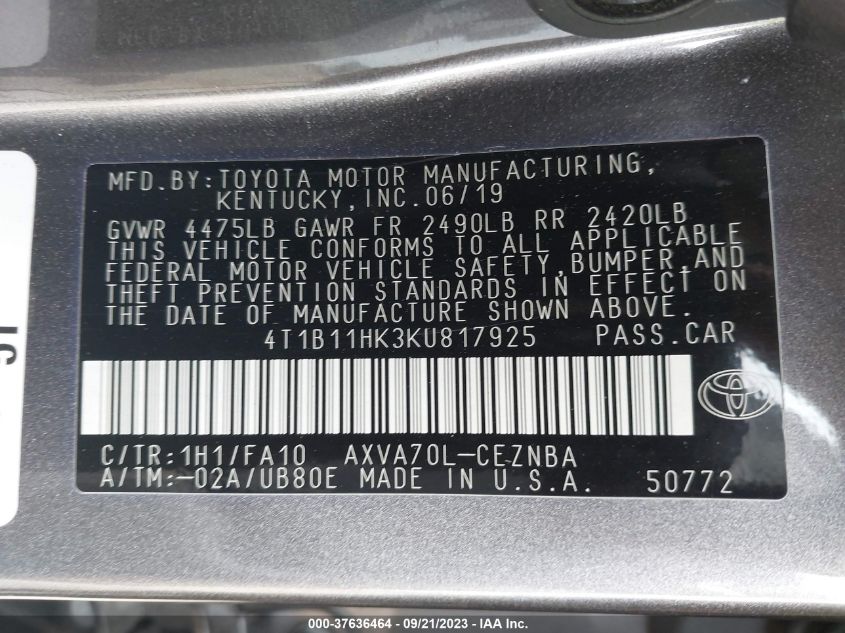 MFD.BY:TOYOTA MOTOR MANUFACTURING,
KENTUCKY, INC.06/19
GVWR 4475LB GAWR FR 2490LB RR 2420LB
THIS VEHICLE CONFORMS TO ALL APPLICABLE
FEDERAL MOTOR VEHICLE SAFETY,BUMPER,AND
THEFT PREVENTION STANDARDS IN EFFECT ON
THE DATE OF MANUFACTURE SHOWN ABOVE.
4T1B11HK3KU817925 PASS.CAR
C/TR:1H1/FA10 AXVA70L-CEZNBA
A/TM:-02A/UB80E MADE IN U.S.A. 50772
000-37636464 - 09/21/2023 - IAA Inc.